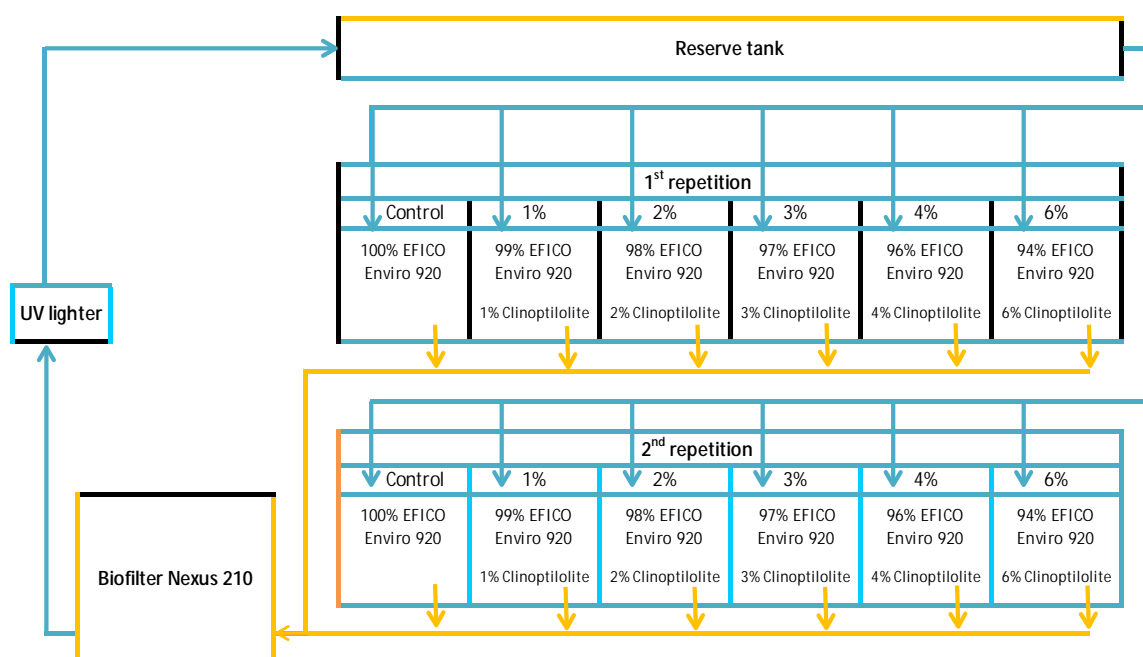 Reserve tank
1st repetition
Control 1% 2% 3% 4% 6%
100% EFICO 99% EFICO 98% EFICO 97% EFICO 96% EFICO 94% EFICO
Enviro 920 Enviro 920 Enviro 920 Enviro 920 Enviro 920 Enviro 920
1% Clinoptilolite 2% Clinoptilolite 3% Clinoptilolite 4% Clinoptilolite 6% Clinoptilolite
UV lighter
2nd repetition
Control 1% 2% 3% 4% 6%
100% EFICO 99% EFICO 98% EFICO 97% EFICO 96% EFICO 94% EFICO
Enviro 920 Enviro 920 Enviro 920 Enviro 920 Enviro 920 Enviro 920
1% Clinoptilolite 2% Clinoptilolite 3% Clinoptilolite 4% Clinoptilolite 6% Clinoptilolite
Biofilter Nexus 210